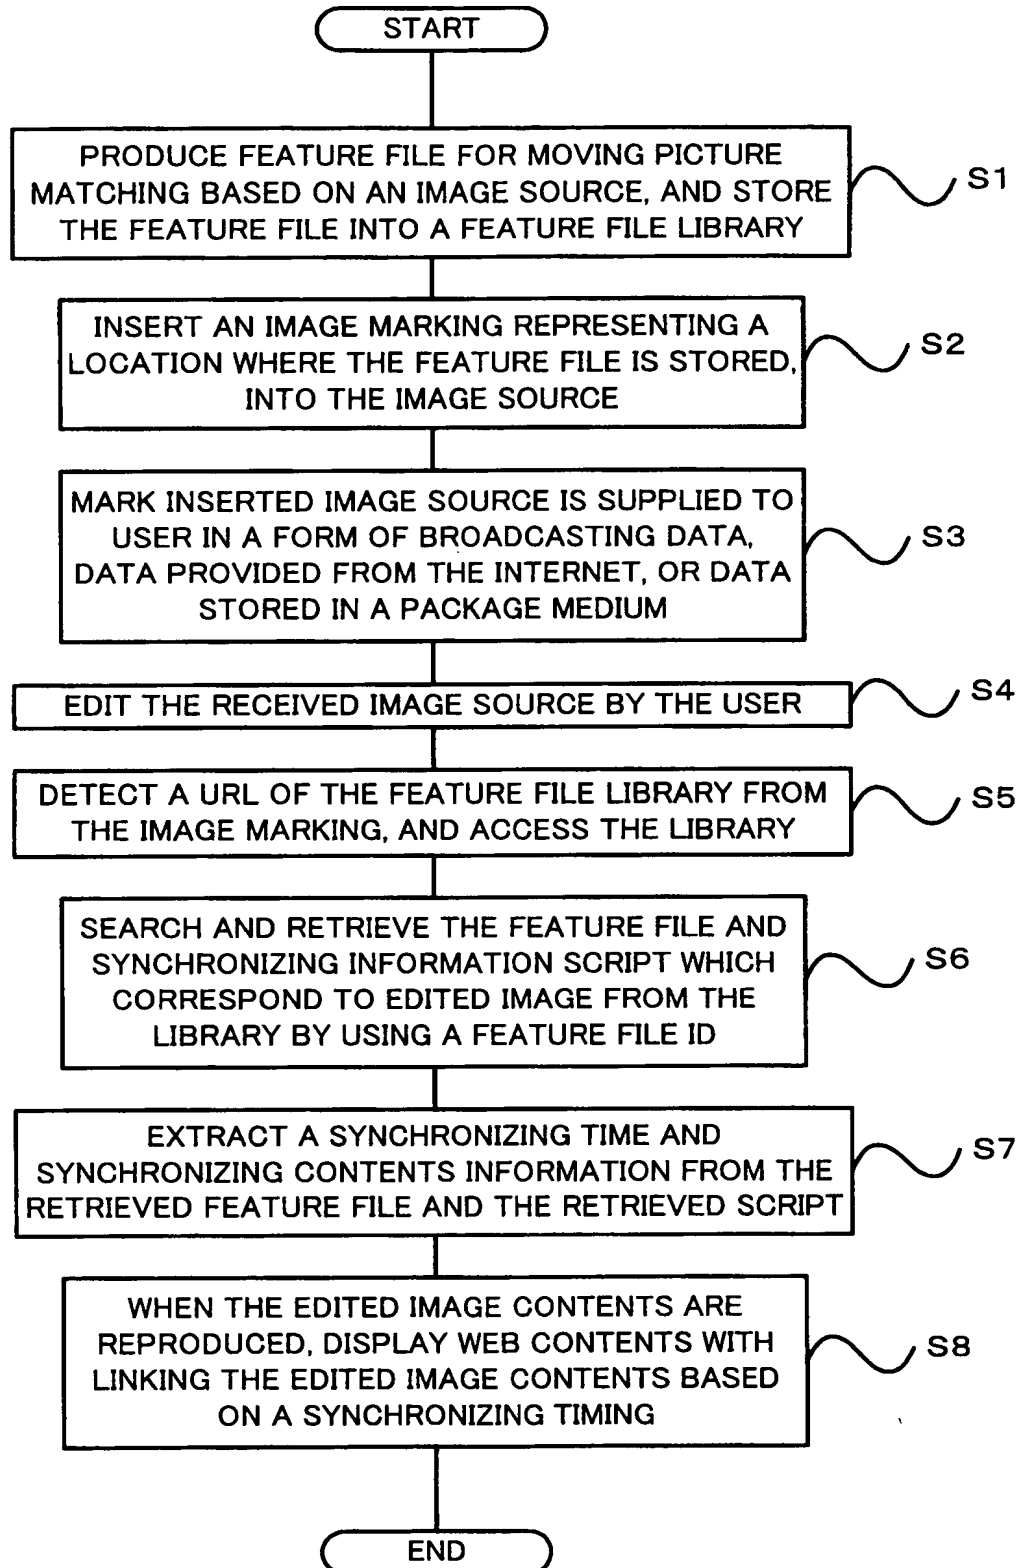 START
PRODUCE FEATURE FILE FOR MOVING PICTURE
MATCHING BASED ON AN IMAGE SOURCE, AND STORE
THE FEATURE FILE INTO A FEATURE FILE LIBRARY
S1
INSERT AN IMAGE MARKING REPRESENTING A
LOCATION WHERE THE FEATURE FILE IS STORED,
INTO THE IMAGE SOURCE
S2
MARK INSERTED IMAGE SOURCE IS SUPPLIED TO
USER IN A FORM OF BROADCASTING DATA,
DATA PROVIDED FROM THE INTERNET, OR DATA
STORED IN A PACKAGE MEDIUM
S3
EDIT THE RECEIVED IMAGE SOURCE BY THE USER
S4
DETECT A URL OF THE FEATURE FILE LIBRARY FROM
THE IMAGE MARKING, AND ACCESS THE LIBRARY
S5
SEARCH AND RETRIEVE THE FEATURE FILE AND
SYNCHRONIZING INFORMATION SCRIPT WHICH
CORRESPOND TO EDITED IMAGE FROM THE
LIBRARY BY USING A FEATURE FILE ID
S6
EXTRACT A SYNCHRONIZING TIME AND
SYNCHRONIZING CONTENTS INFORMATION FROM THE
RETRIEVED FEATURE FILE AND THE RETRIEVED SCRIPT
S7
WHEN THE EDITED IMAGE CONTENTS ARE
REPRODUCED, DISPLAY WEB CONTENTS WITH
LINKING THE EDITED IMAGE CONTENTS BASED
ON A SYNCHRONIZING TIMING
S8
END